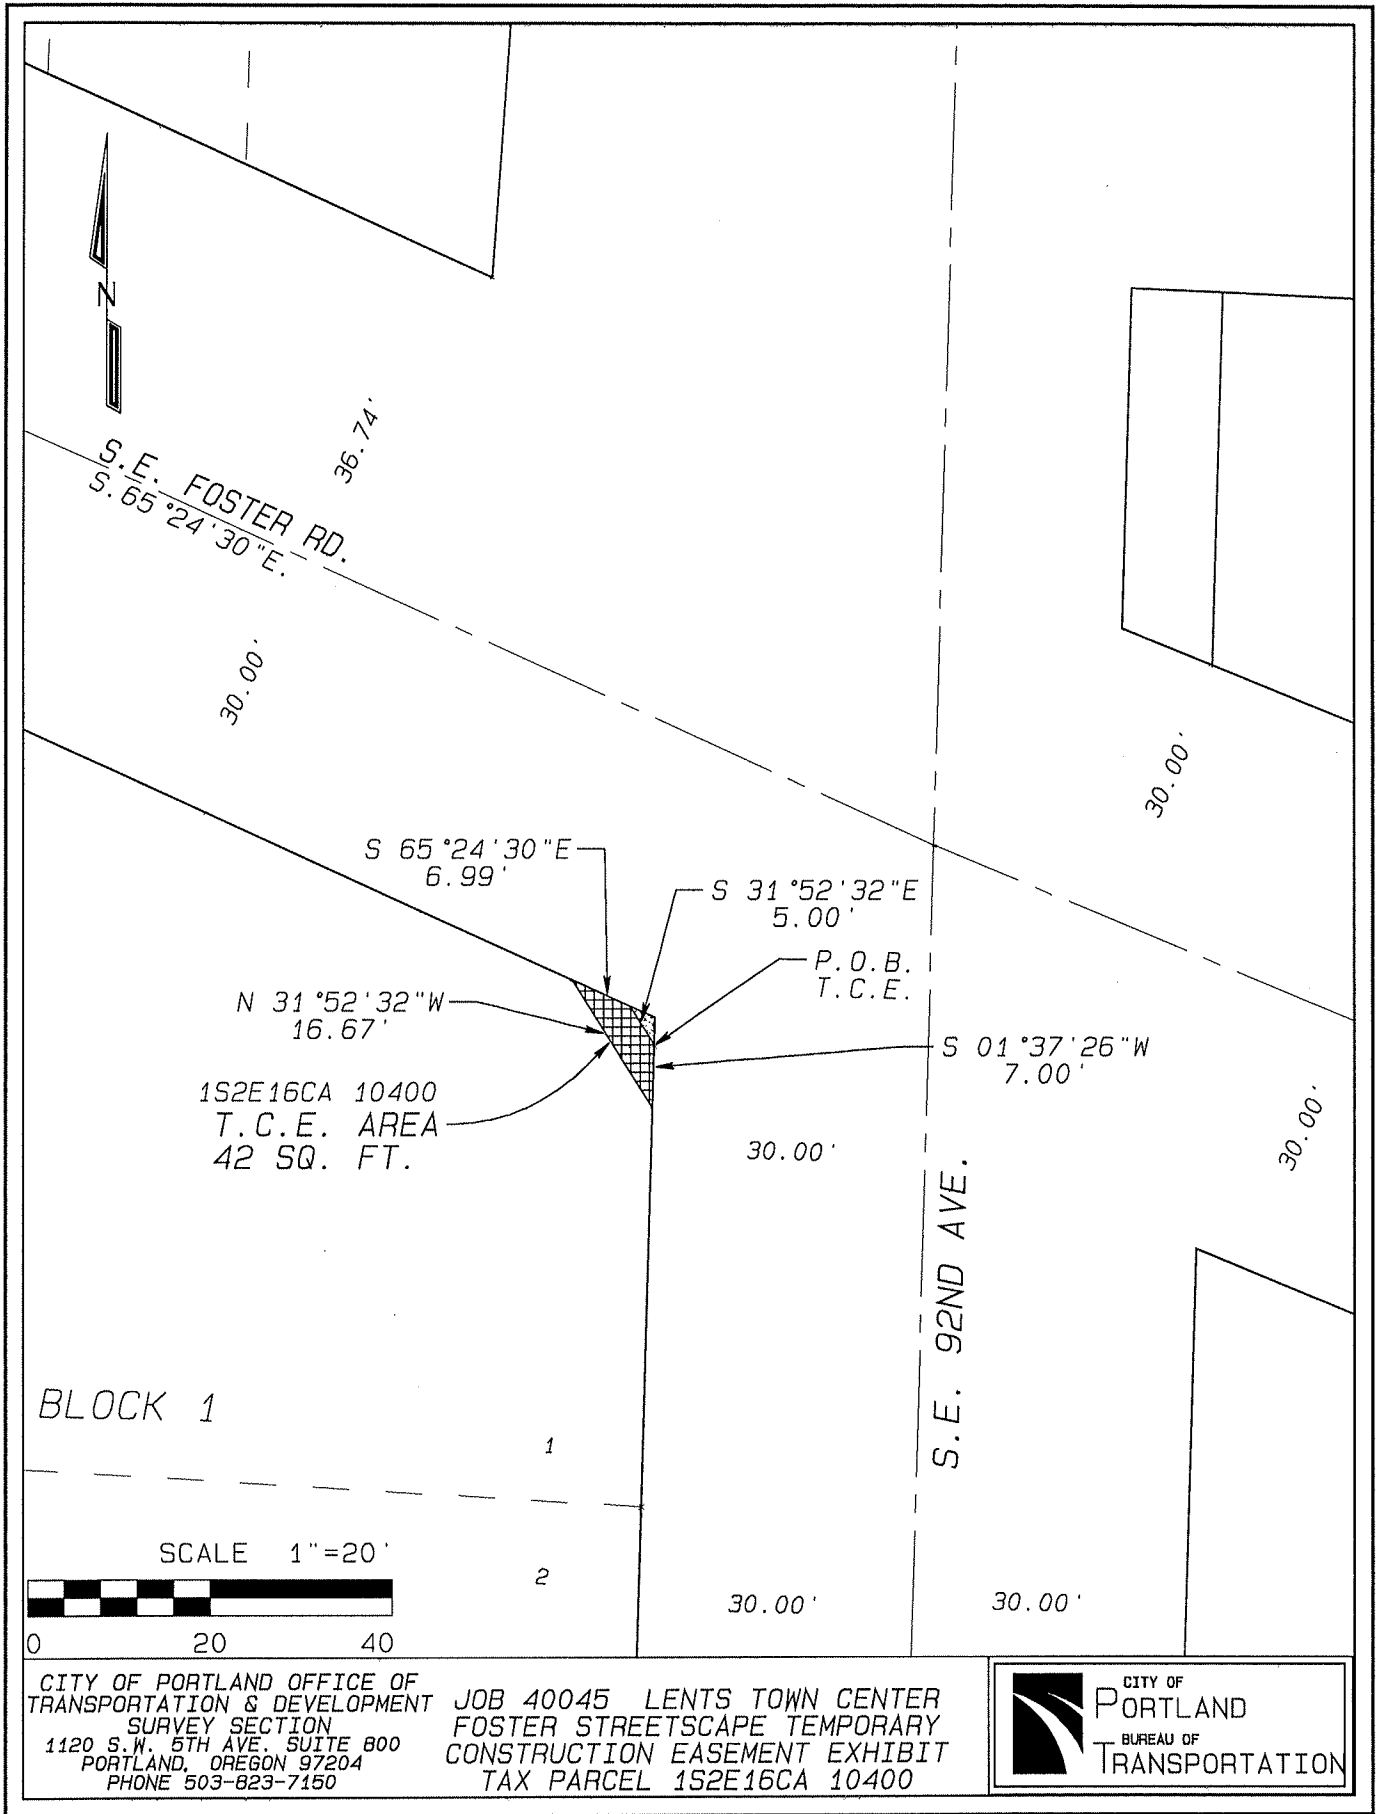 N
36.74'
S.E. FOSTER RD.
S. 65°24'30"E.
30.00'
30.00'
S 65°24'30"E
6.99'
S 31°52'32"E
5.00'
P.O.B.
T.C.E.
N 31°52'32"W
16.67'
S 01°37'26"W
7.00'
1S2E16CA 10400
T.C.E. AREA
42 SQ. FT.
30.00'
30.00'
S.E. 92ND AVE.
BLOCK 1
1
2
SCALE 1"=20'
0 20 40
30.00'
30.00'
CITY OF PORTLAND OFFICE OF
TRANSPORTATION & DEVELOPMENT
SURVEY SECTION
1120 S.W. 5TH AVE. SUITE 800
PORTLAND, OREGON 97204
PHONE 503-823-7150
JOB 40045 LENTS TOWN CENTER
FOSTER STREETSCAPE TEMPORARY
CONSTRUCTION EASEMENT EXHIBIT
TAX PARCEL 1S2E16CA 10400
CITY OF
PORTLAND
BUREAU OF
TRANSPORTATION